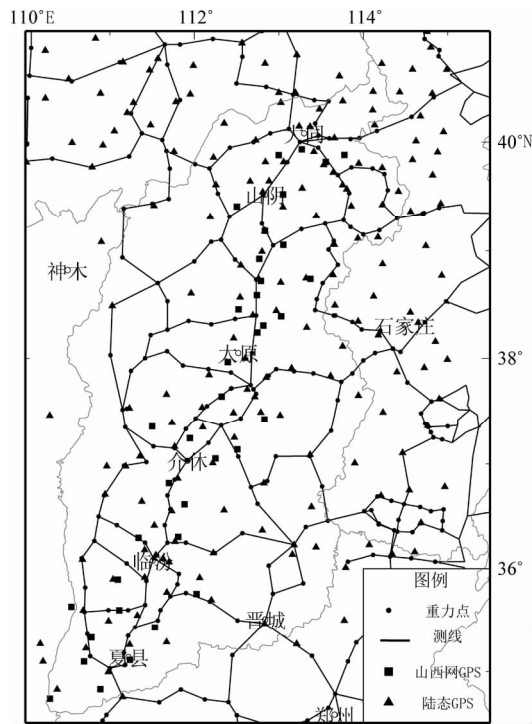 110°E 112° 114°
大同
40°N
山阴
神木
石家庄
太原
38°
介休
临汾
36°
图例
重力点
测线
山西网GPS
陆态GPS
晋城
夏县
郑州